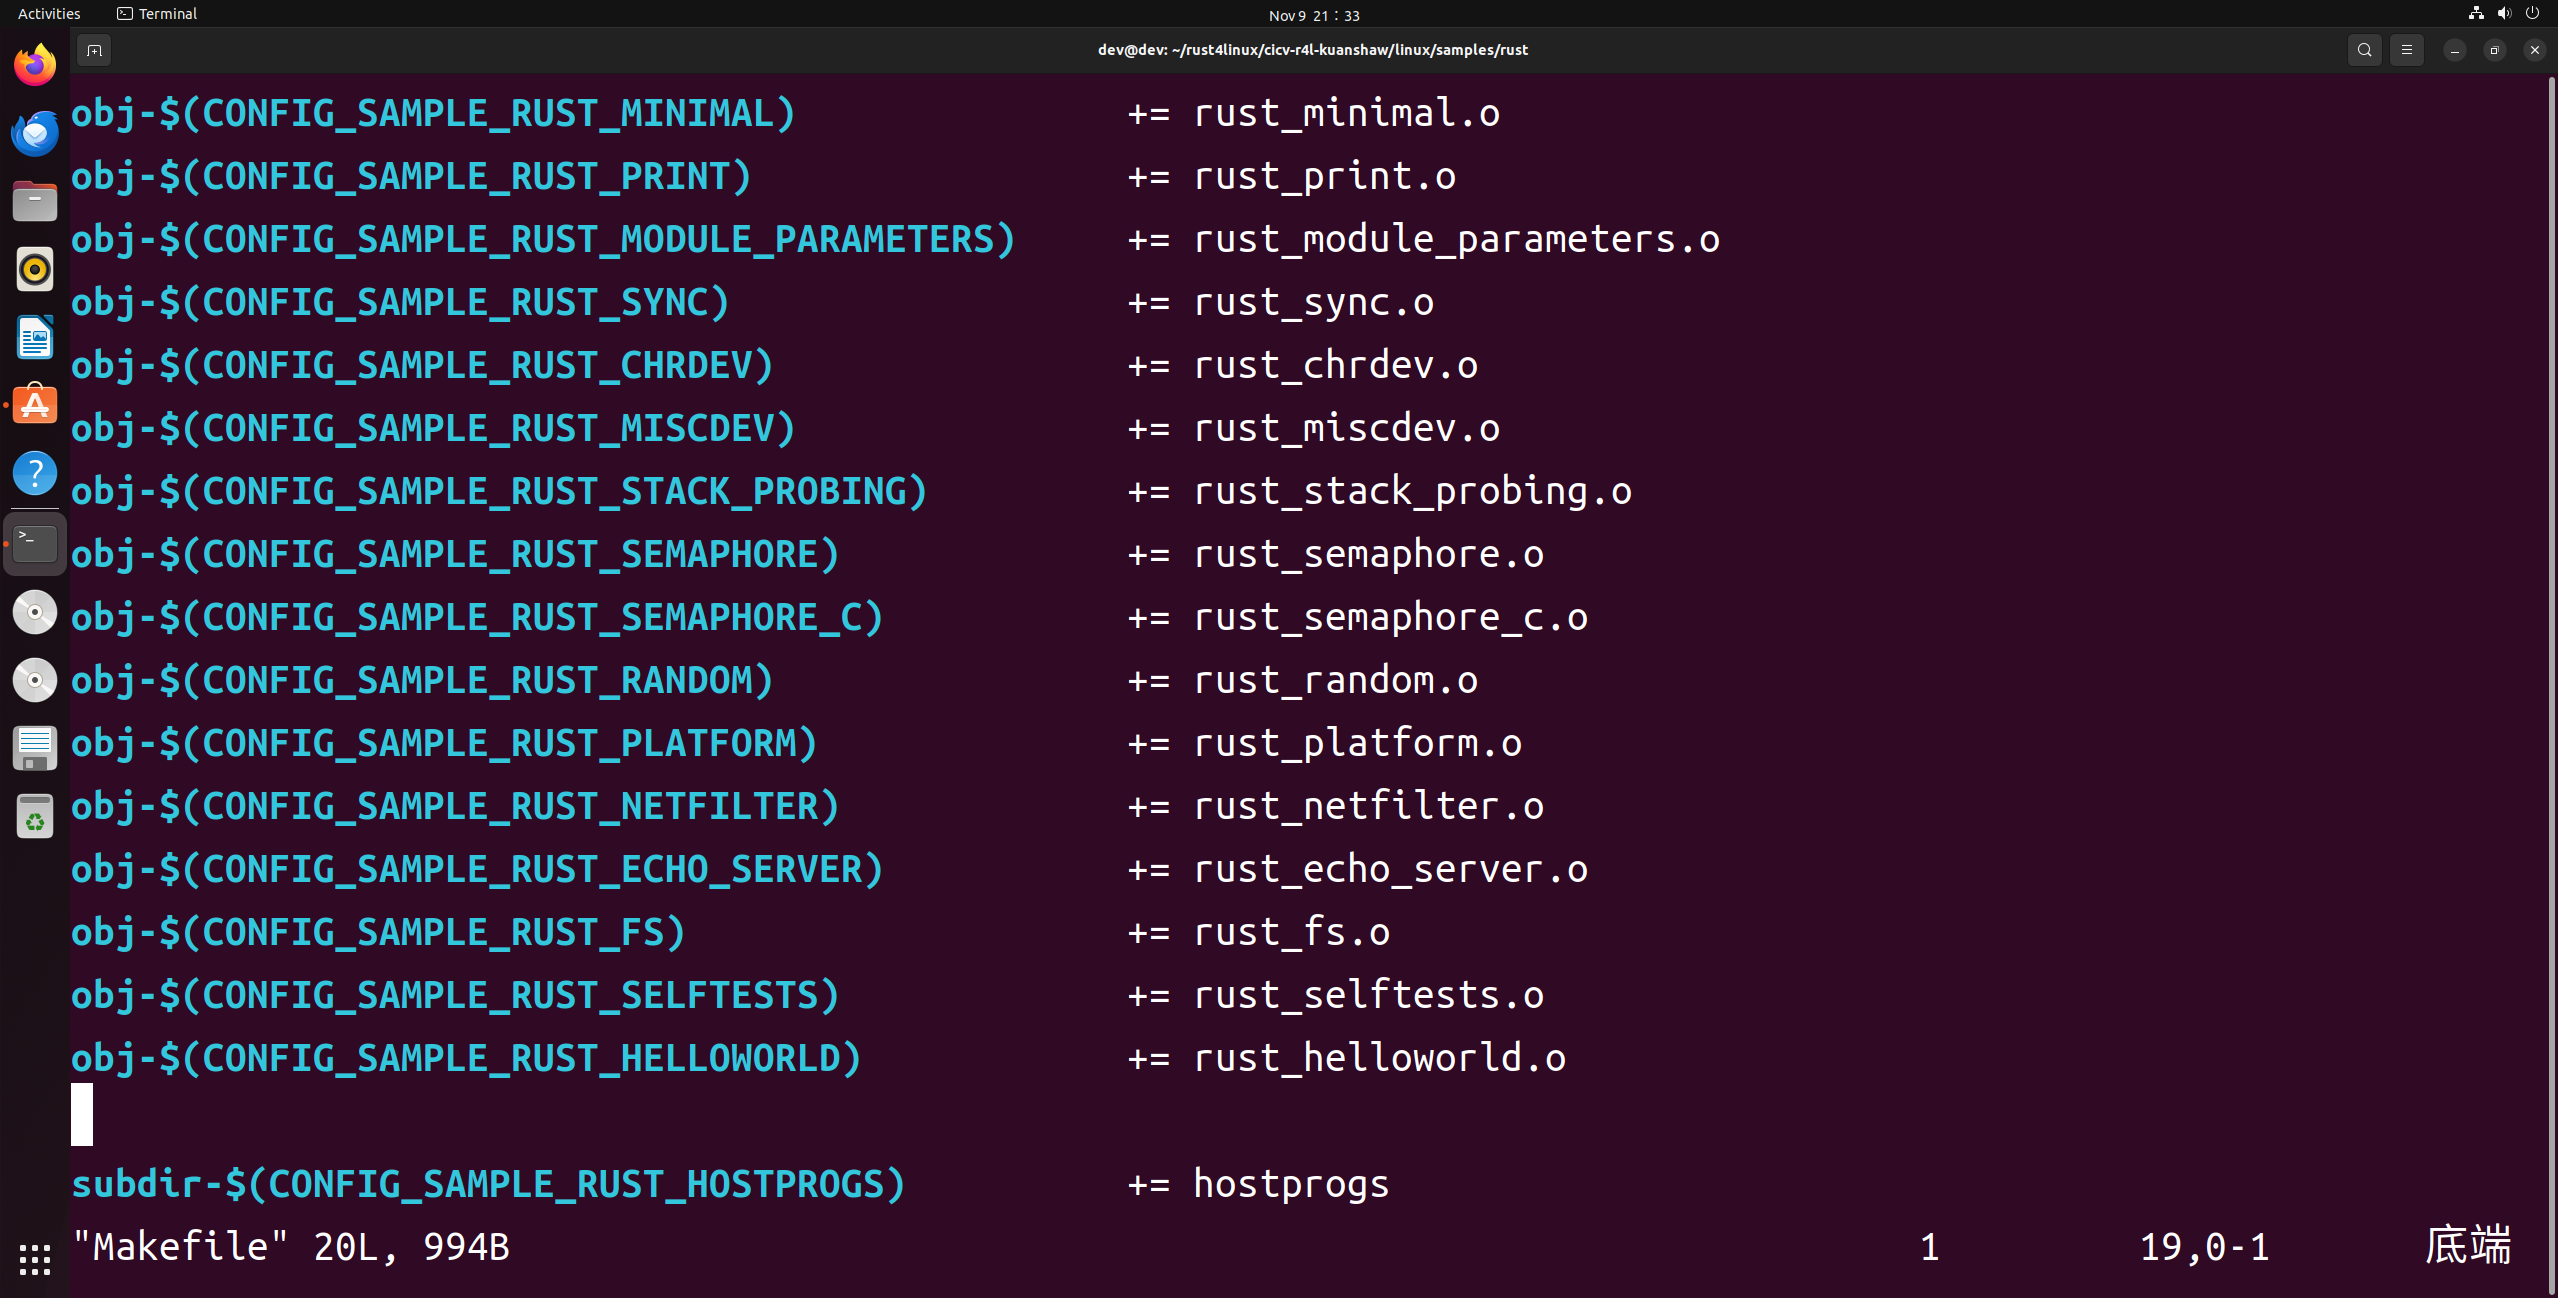 Activities Terminal Nov 9 21：33
dev@dev: ~/rust4linux/cicv-r4l-kuanshaw/linux/samples/rust
obj-$(CONFIG_SAMPLE_RUST_MINIMAL) += rust_minimal.o
obj-$(CONFIG_SAMPLE_RUST_PRINT) += rust_print.o
obj-$(CONFIG_SAMPLE_RUST_MODULE_PARAMETERS) += rust_module_parameters.o
obj-$(CONFIG_SAMPLE_RUST_SYNC) += rust_sync.o
obj-$(CONFIG_SAMPLE_RUST_CHRDEV) += rust_chrdev.o
obj-$(CONFIG_SAMPLE_RUST_MISCDEV) += rust_miscdev.o
obj-$(CONFIG_SAMPLE_RUST_STACK_PROBING) += rust_stack_probing.o
obj-$(CONFIG_SAMPLE_RUST_SEMAPHORE) += rust_semaphore.o
obj-$(CONFIG_SAMPLE_RUST_SEMAPHORE_C) += rust_semaphore_c.o
obj-$(CONFIG_SAMPLE_RUST_RANDOM) += rust_random.o
obj-$(CONFIG_SAMPLE_RUST_PLATFORM) += rust_platform.o
obj-$(CONFIG_SAMPLE_RUST_NETFILTER) += rust_netfilter.o
obj-$(CONFIG_SAMPLE_RUST_ECHO_SERVER) += rust_echo_server.o
obj-$(CONFIG_SAMPLE_RUST_FS) += rust_fs.o
obj-$(CONFIG_SAMPLE_RUST_SELFTESTS) += rust_selftests.o
obj-$(CONFIG_SAMPLE_RUST_HELLOWORLD) += rust_helloworld.o
subdir-$(CONFIG_SAMPLE_RUST_HOSTPROGS) += hostprogs
"Makefile" 20L, 994B 1 19,0-1 底端